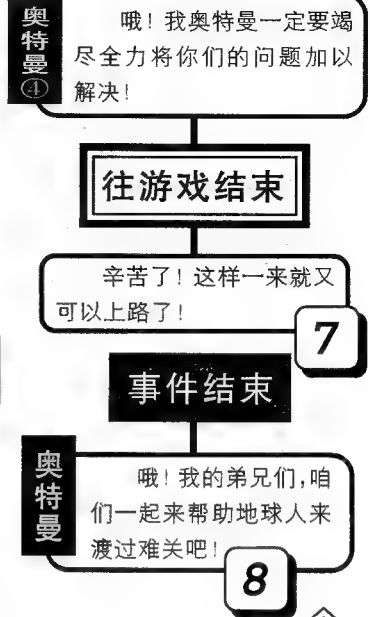 奥特曼④
哦！我奥特曼一定要竭
尽全力将你们的问题加以
解决！
往游戏结束
辛苦了！这样一来就又
可以上路了！
7
事件结束
奥特曼
哦！我的弟兄们，咱
们一起来帮助地球人来
渡过难关吧！
8